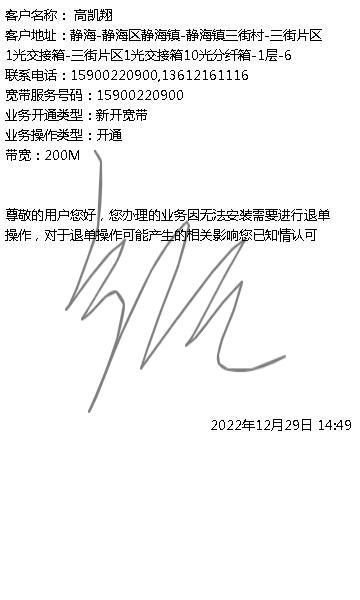 客户名称： 高凯翔
客户地址：静海-静海区静海镇-静海镇三街村-三街片区
1光交接箱-三街片区1光交接箱10光分纤箱-1层-6
联系电话：15900220900,13612161116
宽带服务号码：15900220900
业务开通类型：新开宽带
业务操作类型：开通
带宽：200M
尊敬的用户您好，您办理的业务因无法安装需要进行退单
操作，对于退单操作可能产生的相关影响您已知情认可
2022年12月29日 14:49